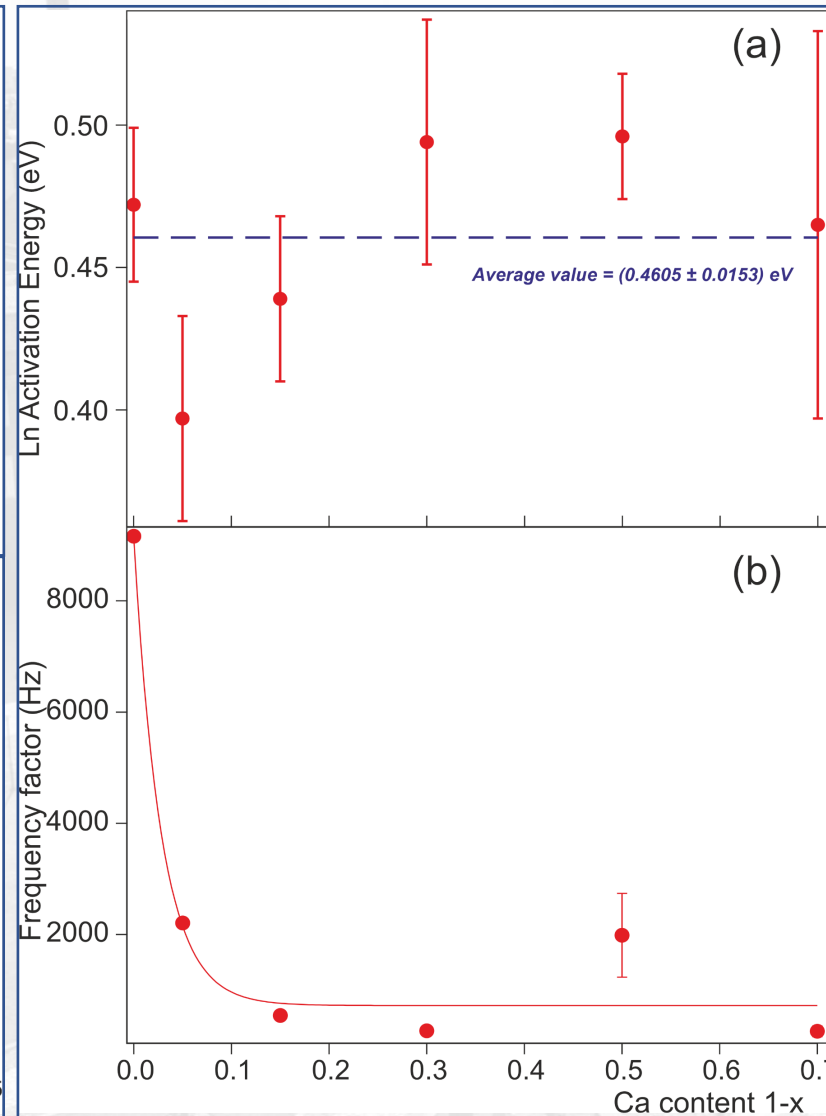 (a)
0.50
0.45
0.40
Ln Activation Energy (eV)
Average value = (0.4605 ± 0.0153) eV
(b)
8000
6000
4000
2000
Frequency factor (Hz)
0.0 0.1 0.2 0.3 0.4 0.5 0.6
Ca content 1-x